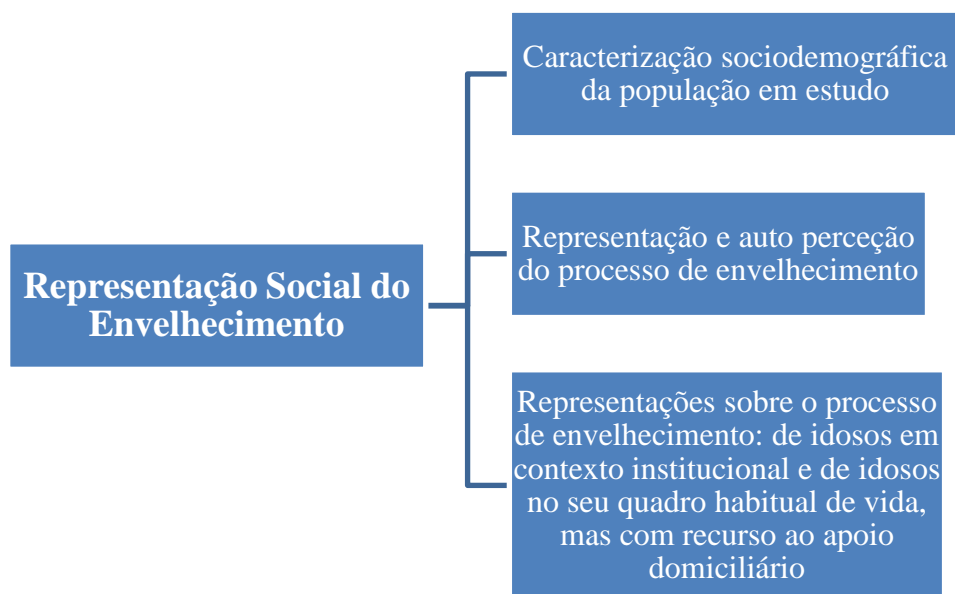 Caracterização sociodemográfica
da população em estudo
Representação e auto perceção
do processo de envelhecimento
Representação Social do
Envelhecimento
Representações sobre o processo
de envelhecimento: de idosos em
contexto institucional e de idosos
no seu quadro habitual de vida,
mas com recurso ao apoio
domiciliário